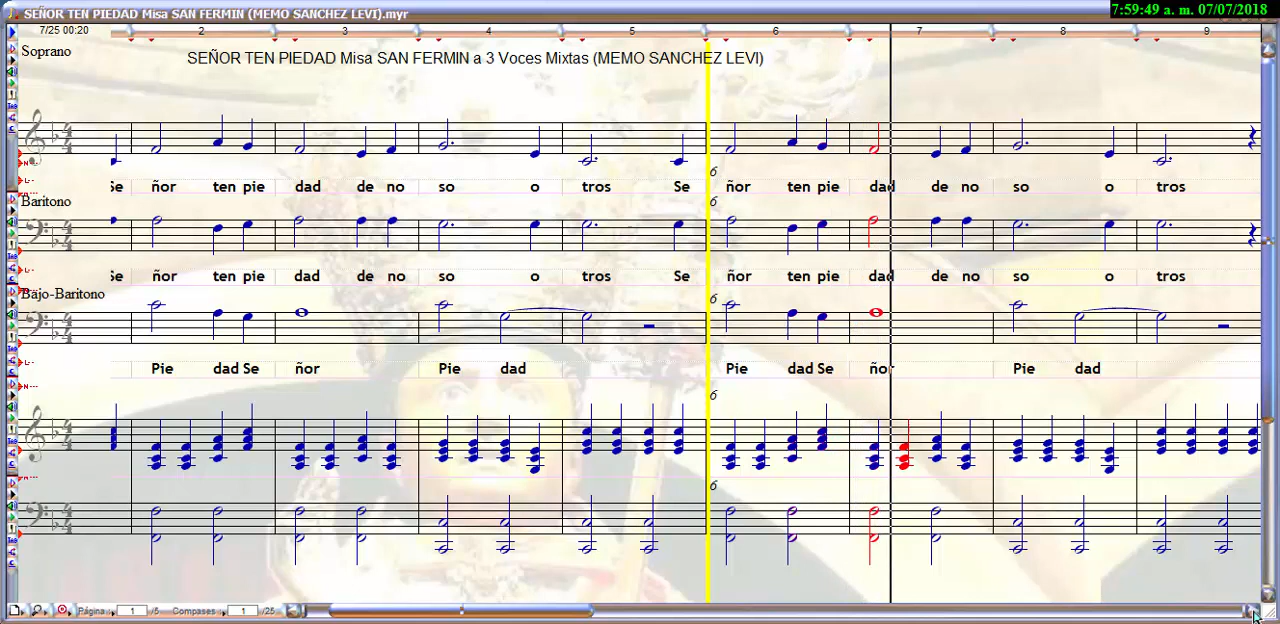 SEÑOR TEN PIEDAD Misa SAN FERMIN (MEMO SANCHEZ LEVI).myr
7:59:49 a. m. 07/07/2018
7/25 00:20
2 3 4 5 6 7 8 9
Soprano
SEÑOR TEN PIEDAD Misa SAN FERMIN a 3 Voces Mixtas (MEMO SANCHEZ LEVI)
6
Se ñor ten pie dad de no so o tros Se ñor ten pie dad de no so o tros
Baritono
6
Se ñor ten pie dad de no so o tros Se ñor ten pie dad de no so o tros
Bajo-Baritono
6
Pie dad Se ñor Pie dad Pie dad Se ñor Pie dad
6
6
Página 1 /5 Compases 1 /25